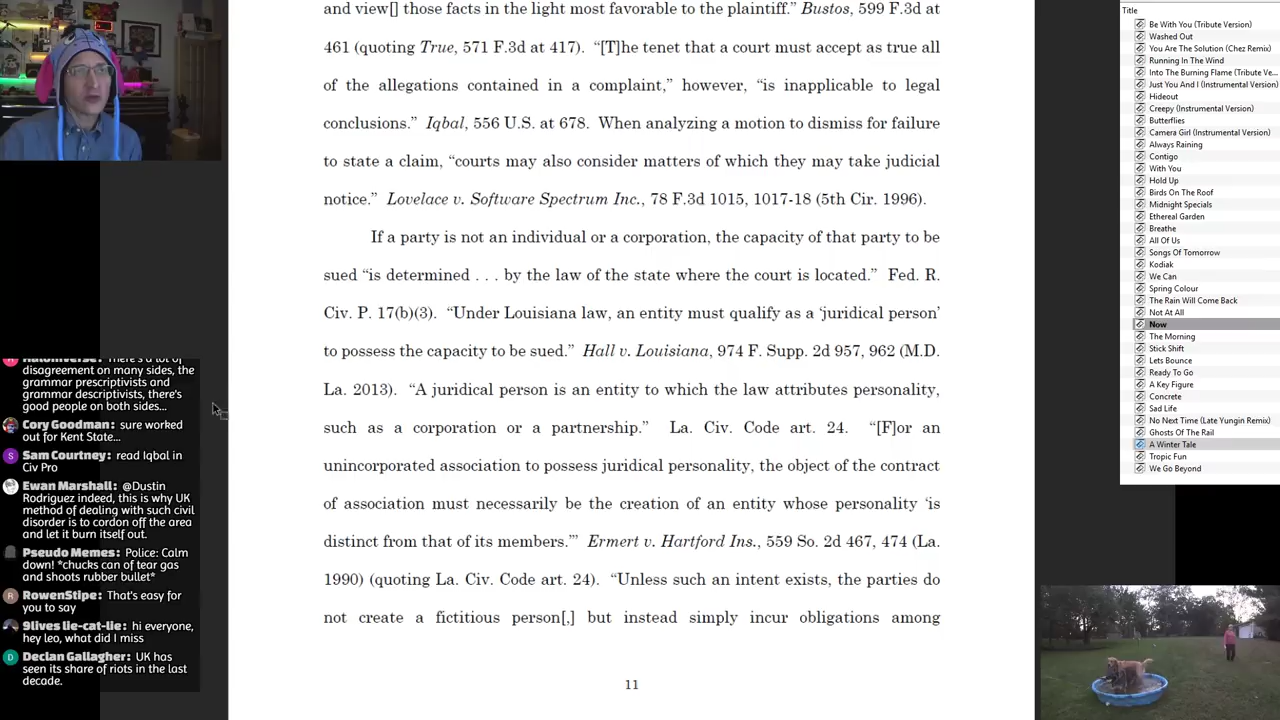 and view[] those facts in the light most favorable to the plaintiff.” Bustos, 599 F.3d at
461 (quoting True, 571 F.3d at 417). “[T]he tenet that a court must accept as true all
of the allegations contained in a complaint,” however, “is inapplicable to legal
conclusions.” Iqbal, 556 U.S. at 678. When analyzing a motion to dismiss for failure
to state a claim, “courts may also consider matters of which they may take judicial
notice.” Lovelace v. Software Spectrum Inc., 78 F.3d 1015, 1017-18 (5th Cir. 1996).
If a party is not an individual or a corporation, the capacity of that party to be
sued “is determined . . . by the law of the state where the court is located.” Fed. R.
Civ. P. 17(b)(3). “Under Louisiana law, an entity must qualify as a ‘juridical person’
to possess the capacity to be sued.” Hall v. Louisiana, 974 F. Supp. 2d 957, 962 (M.D.
La. 2013). “A juridical person is an entity to which the law attributes personality,
such as a corporation or a partnership.” La. Civ. Code art. 24. “[F]or an
unincorporated association to possess juridical personality, the object of the contract
of association must necessarily be the creation of an entity whose personality ‘is
distinct from that of its members.’” Ermert v. Hartford Ins., 559 So. 2d 467, 474 (La.
1990) (quoting La. Civ. Code art. 24). “Unless such an intent exists, the parties do
not create a fictitious person[,] but instead simply incur obligations among
11
There's a lot of
disagreement on many sides, the
grammar prescriptivists and
grammar descriptivists, there's
good people on both sides...
Cory Goodman: sure worked
out for Kent State...
Sam Courtney: read Iqbal in
Civ Pro
Ewan Marshall: @Dustin
Rodriguez indeed, this is why UK
method of dealing with such civil
disorder is to cordon off the area
and let it burn itself out.
Pseudo Memes: Police: Calm
down! *chucks can of tear gas
and shoots rubber bullet*
RowenStipe: That's easy for
you to say
9lives lie-cat-lie: hi everyone,
hey leo, what did I miss
Declan Gallagher: UK has
seen its share of riots in the last
decade.
Title
Be With You (Tribute Version)
Washed Out
You Are The Solution (Chez Remix)
Running In The Wind
Into The Burning Flame (Tribute Ve...
Just You And I (Instrumental Version)
Hideout
Creepy (Instrumental Version)
Butterflies
Camera Girl (Instrumental Version)
Always Raining
Contigo
With You
Hold Up
Birds On The Roof
Midnight Specials
Ethereal Garden
Breathe
All Of Us
Songs Of Tomorrow
Kodiak
We Can
Spring Colour
The Rain Will Come Back
Not At All
Now
The Morning
Stick Shift
Lets Bounce
Ready To Go
A Key Figure
Concrete
Sad Life
No Next Time (Late Yungin Remix)
Ghosts Of The Rail
A Winter Tale
Tropic Fun
We Go Beyond